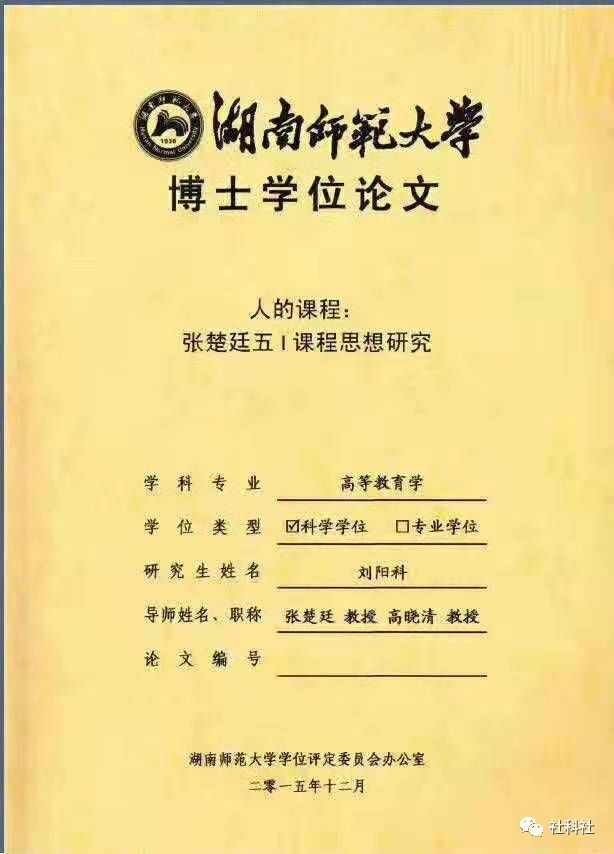 湖南师范大学
Hunan Normal University
1938
湖南師範大学
博士学位论文
人的课程：
张楚廷五I课程思想研究
学科专业 高等教育学
学位类型 ☑科学学位 □专业学位
研究生姓名 刘阳科
导师姓名、职称 张楚廷 教授 高晓清 教授
论文编号
湖南师范大学学位评定委员会办公室
二零一五年十二月
社科社